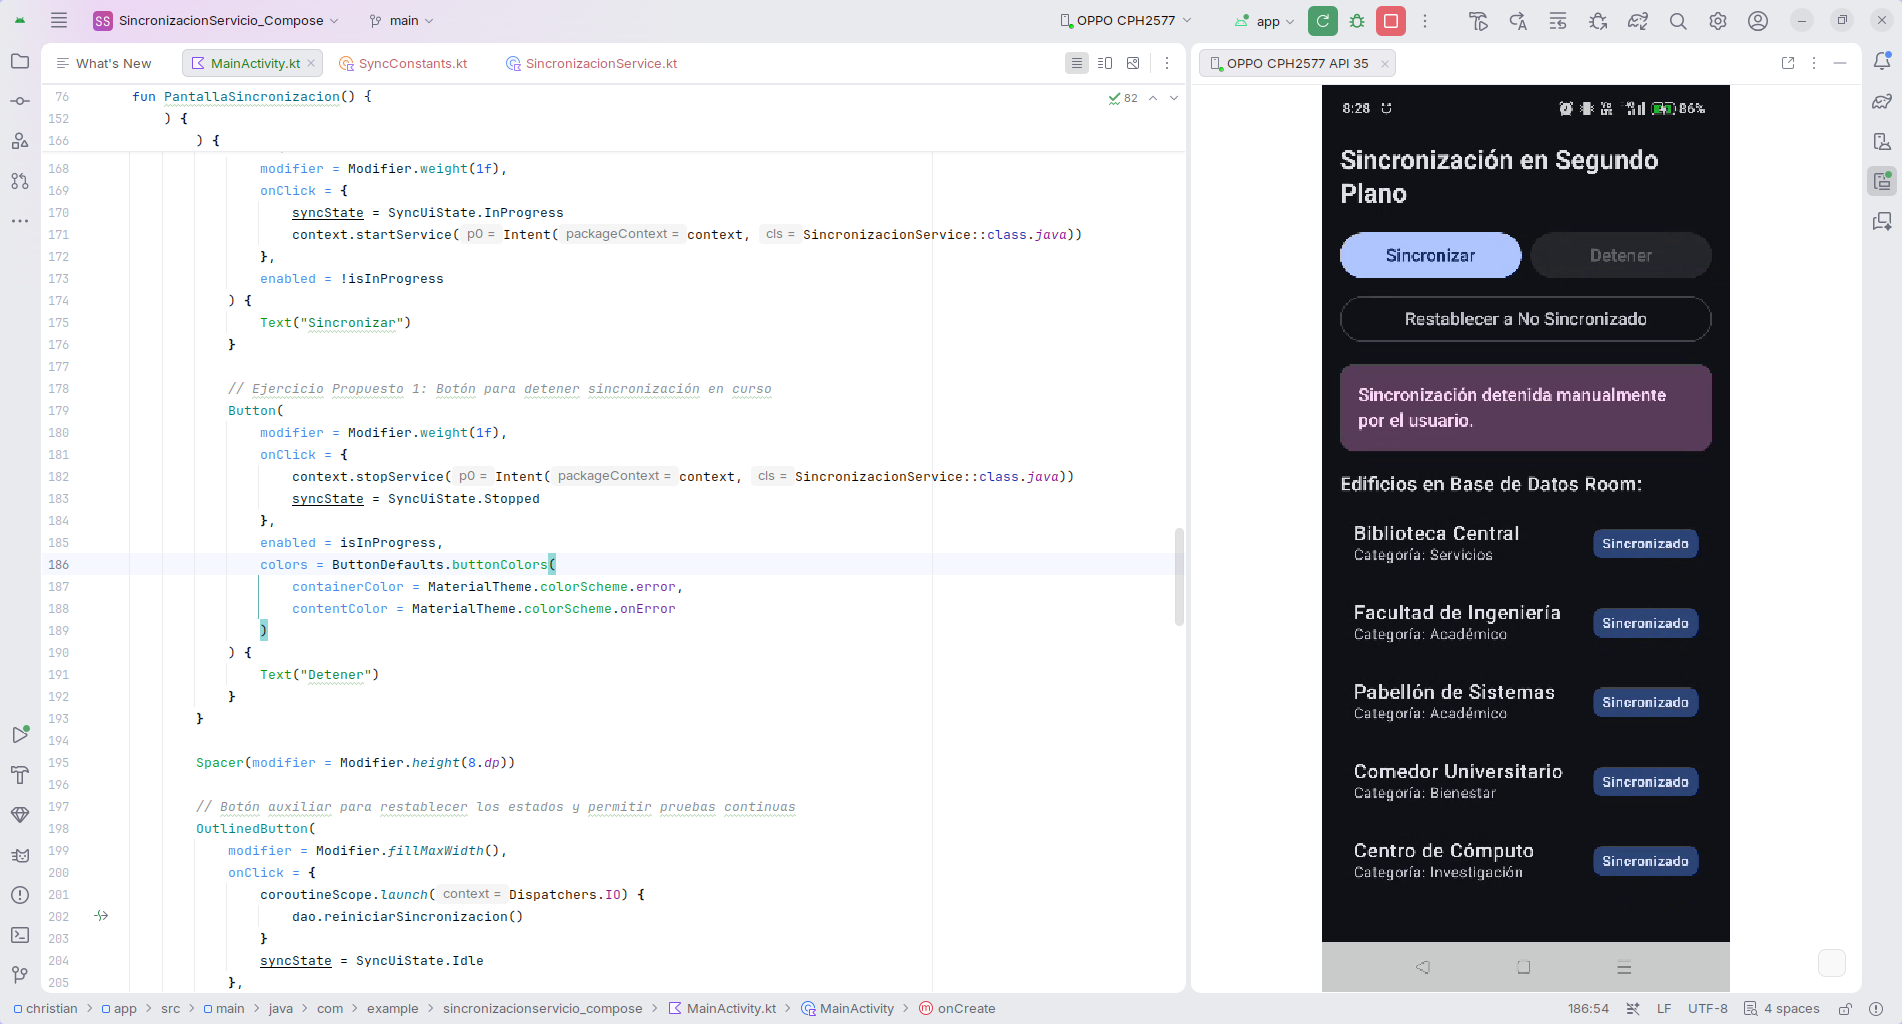 SS SincronizacionServicio_Compose main OPPO CPH2577 app
What's New MainActivity.kt SyncConstants.kt SincronizacionService.kt OPPO CPH2577 API 35
76 fun PantallaSincronizacion() { 82
152 ) {
166 ) {
168 modifier = Modifier.weight(1f),
169 onClick = {
170 syncState = SyncUiState.InProgress
171 context.startService( p0 = Intent( packageContext = context, cls = SincronizacionService::class.java))
172 },
173 enabled = !isInProgress
174 ) {
175 Text("Sincronizar")
176 }
177
178 // Ejercicio Propuesto 1: Botón para detener sincronización en curso
179 Button(
180 modifier = Modifier.weight(1f),
181 onClick = {
182 context.stopService( p0 = Intent( packageContext = context, cls = SincronizacionService::class.java))
183 syncState = SyncUiState.Stopped
184 },
185 enabled = isInProgress,
186 colors = ButtonDefaults.buttonColors(
187 containerColor = MaterialTheme.colorScheme.error,
188 contentColor = MaterialTheme.colorScheme.onError
189 )
190 ) {
191 Text("Detener")
192 }
193 }
194
195 Spacer(modifier = Modifier.height(8.dp))
196
197 // Botón auxiliar para restablecer los estados y permitir pruebas continuas
198 OutlinedButton(
199 modifier = Modifier.fillMaxWidth(),
200 onClick = {
201 coroutineScope.launch( context = Dispatchers.IO) {
202 dao.reiniciarSincronizacion()
203 }
204 syncState = SyncUiState.Idle
205 },
8:28 86%
Sincronización en Segundo
Plano
Sincronizar Detener
Restablecer a No Sincronizado
Sincronización detenida manualmente
por el usuario.
Edificios en Base de Datos Room:
Biblioteca Central
Categoría: Servicios
Sincronizado
Facultad de Ingeniería
Categoría: Académico
Sincronizado
Pabellón de Sistemas
Categoría: Académico
Sincronizado
Comedor Universitario
Categoría: Bienestar
Sincronizado
Centro de Cómputo
Categoría: Investigación
Sincronizado
christian > app > src > main > java > com > example > sincronizacionservicio_compose > MainActivity.kt > MainActivity > onCreate 186:54 LF UTF-8 4 spaces